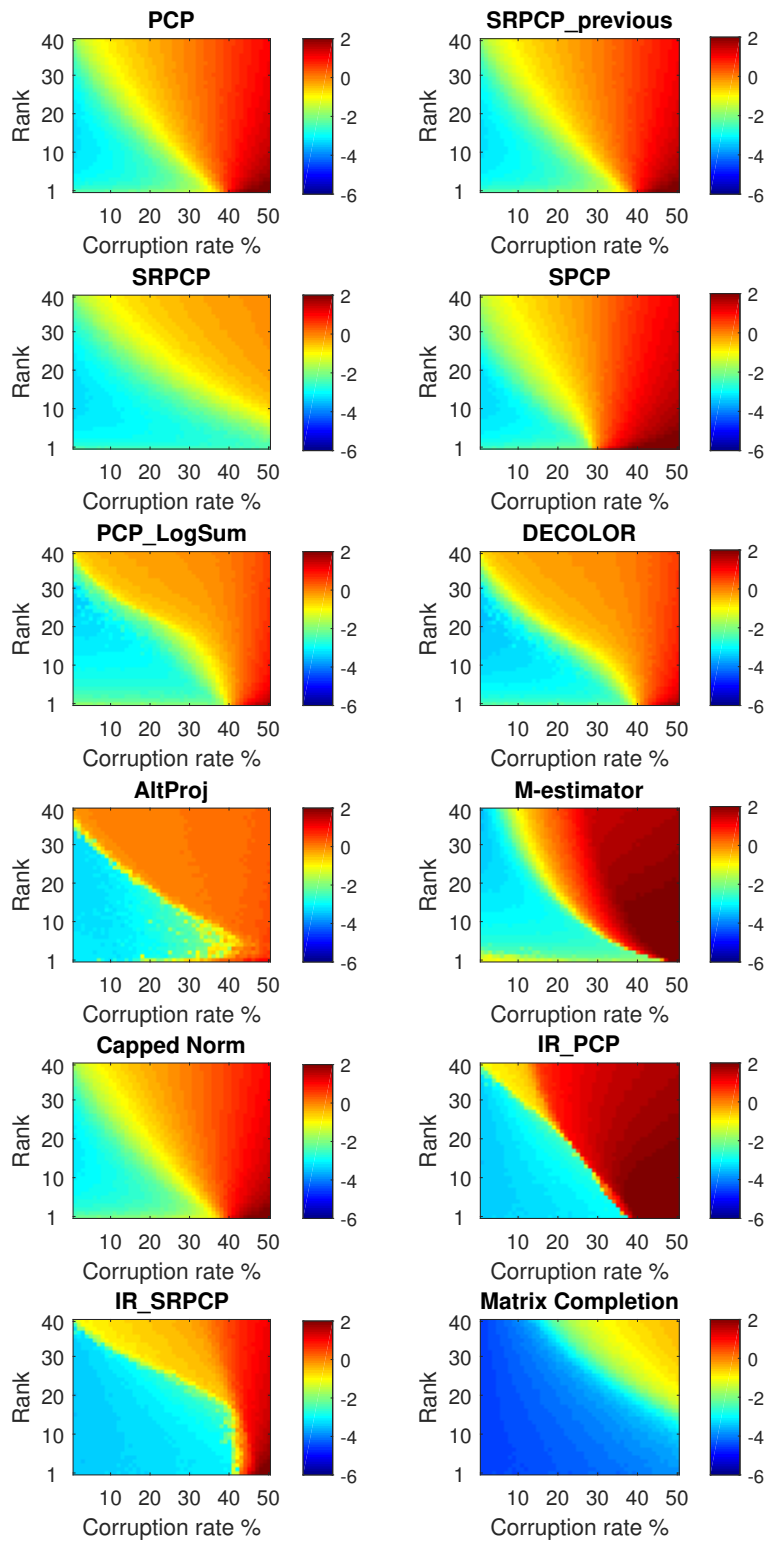 PCP
40
30
20
10
1
Rank
10 20 30 40 50
Corruption rate %
2
0
-2
-4
-6
SRPCP_previous
40
30
20
10
1
Rank
10 20 30 40 50
Corruption rate %
2
0
-2
-4
-6
SRPCP
40
30
20
10
1
Rank
10 20 30 40 50
Corruption rate %
2
0
-2
-4
-6
SPCP
40
30
20
10
1
Rank
10 20 30 40 50
Corruption rate %
2
0
-2
-4
-6
PCP_LogSum
40
30
20
10
1
Rank
10 20 30 40 50
Corruption rate %
2
0
-2
-4
-6
DECOLOR
40
30
20
10
1
Rank
10 20 30 40 50
Corruption rate %
2
0
-2
-4
-6
AltProj
40
30
20
10
1
Rank
10 20 30 40 50
Corruption rate %
2
0
-2
-4
-6
M-estimator
40
30
20
10
1
Rank
10 20 30 40 50
Corruption rate %
2
0
-2
-4
-6
Capped Norm
40
30
20
10
1
Rank
10 20 30 40 50
Corruption rate %
2
0
-2
-4
-6
IR_PCP
40
30
20
10
1
Rank
10 20 30 40 50
Corruption rate %
2
0
-2
-4
-6
IR_SRPCP
40
30
20
10
1
Rank
10 20 30 40 50
Corruption rate %
2
0
-2
-4
-6
Matrix Completion
40
30
20
10
1
Rank
10 20 30 40 50
Corruption rate %
2
0
-2
-4
-6